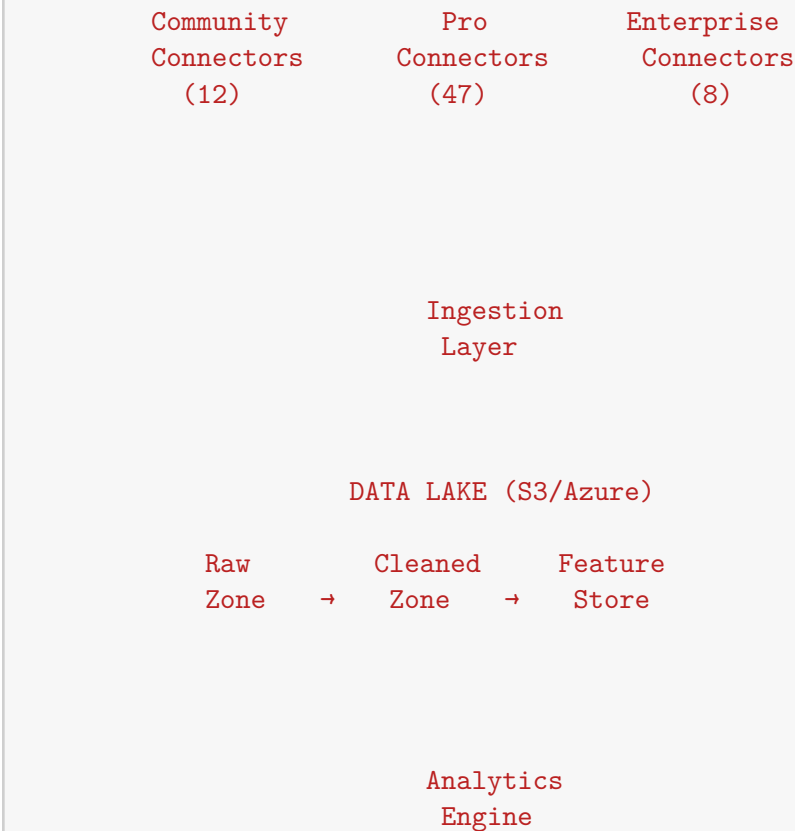 Community Pro Enterprise
Connectors Connectors Connectors
(12) (47) (8)
Ingestion
Layer
DATA LAKE (S3/Azure)
Raw Cleaned Feature
Zone → Zone → Store
Analytics
Engine